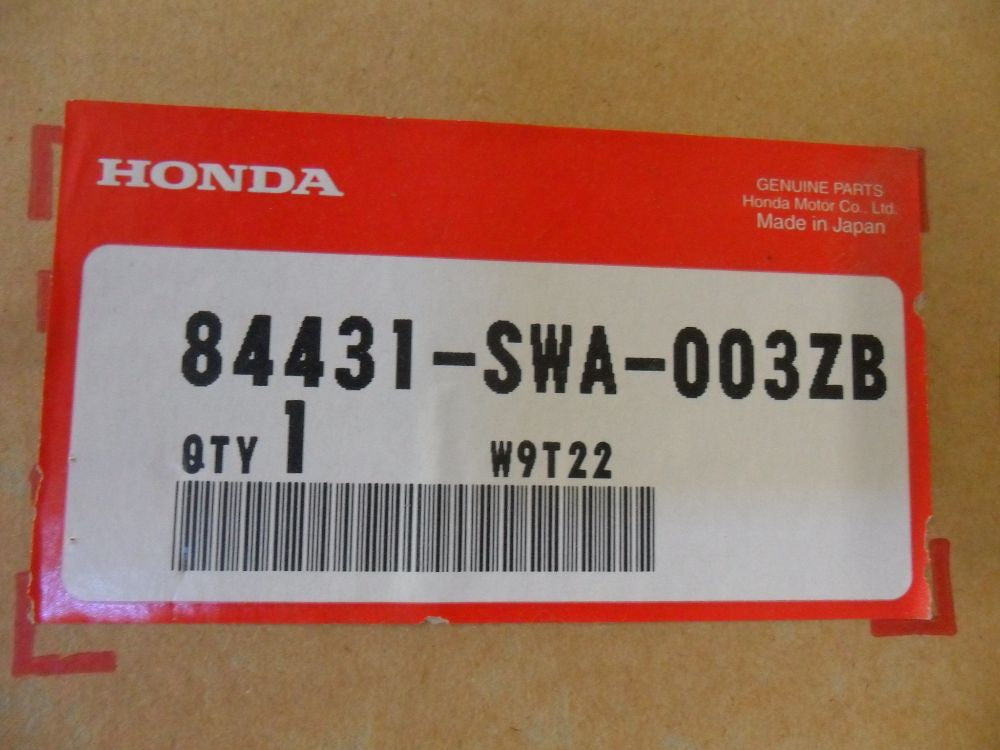 HONDA
GENUINE PARTS
Honda Motor Co., Ltd.
Made in Japan
84431-SWA-003ZB
QTY 1 W9T22